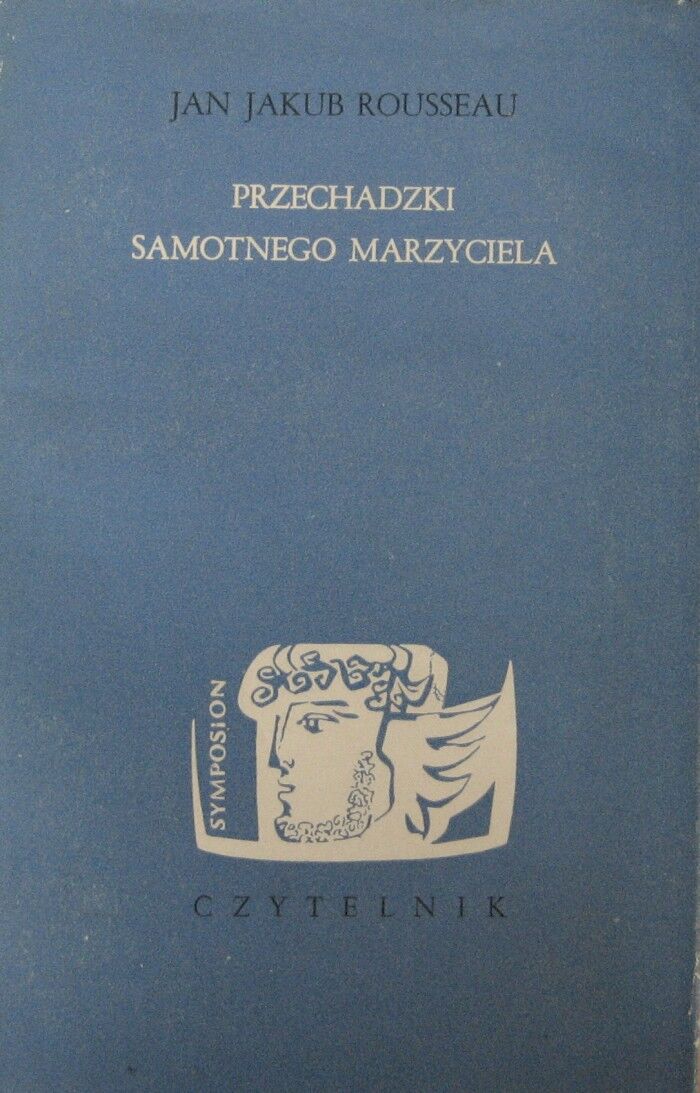 JAN JAKUB ROUSSEAU
PRZECHADZKI
SAMOTNEGO MARZYCIELA
SYMPOSION
CZYTELNIK